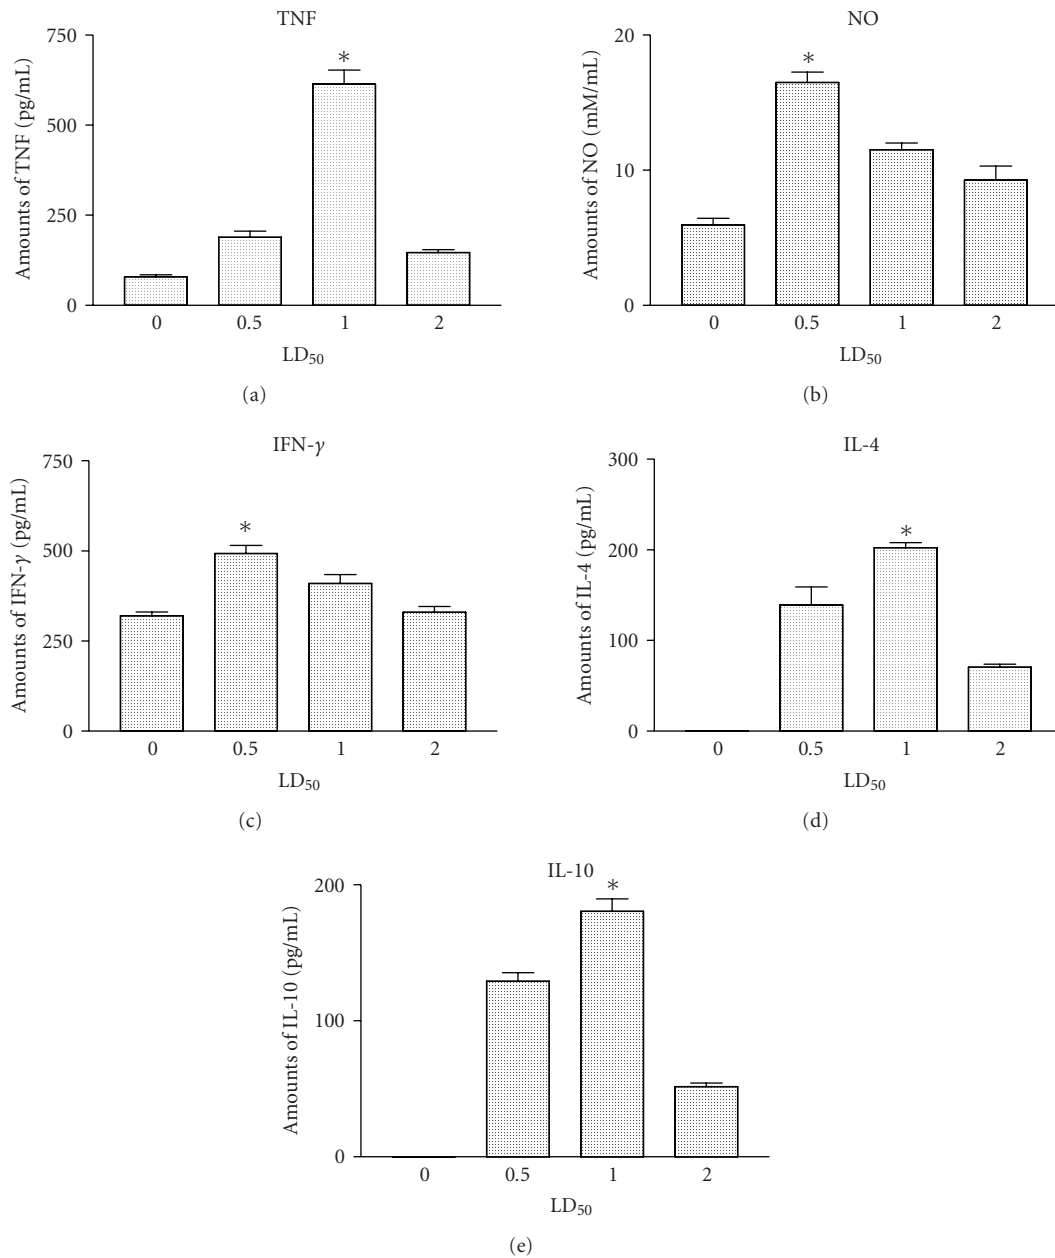 TNF
Amounts of TNF (pg/mL)
750
500
250
0
*
0 0.5 1 2
LD50
(a)
NO
Amounts of NO (mM/mL)
20
10
0
*
0 0.5 1 2
LD50
(b)
IFN-γ
Amounts of IFN-γ (pg/mL)
750
500
250
0
*
0 0.5 1 2
LD50
(c)
IL-4
Amounts of IL-4 (pg/mL)
300
200
100
0
*
0 0.5 1 2
LD50
(d)
IL-10
Amounts of IL-10 (pg/mL)
200
100
0
*
0 0.5 1 2
LD50
(e)